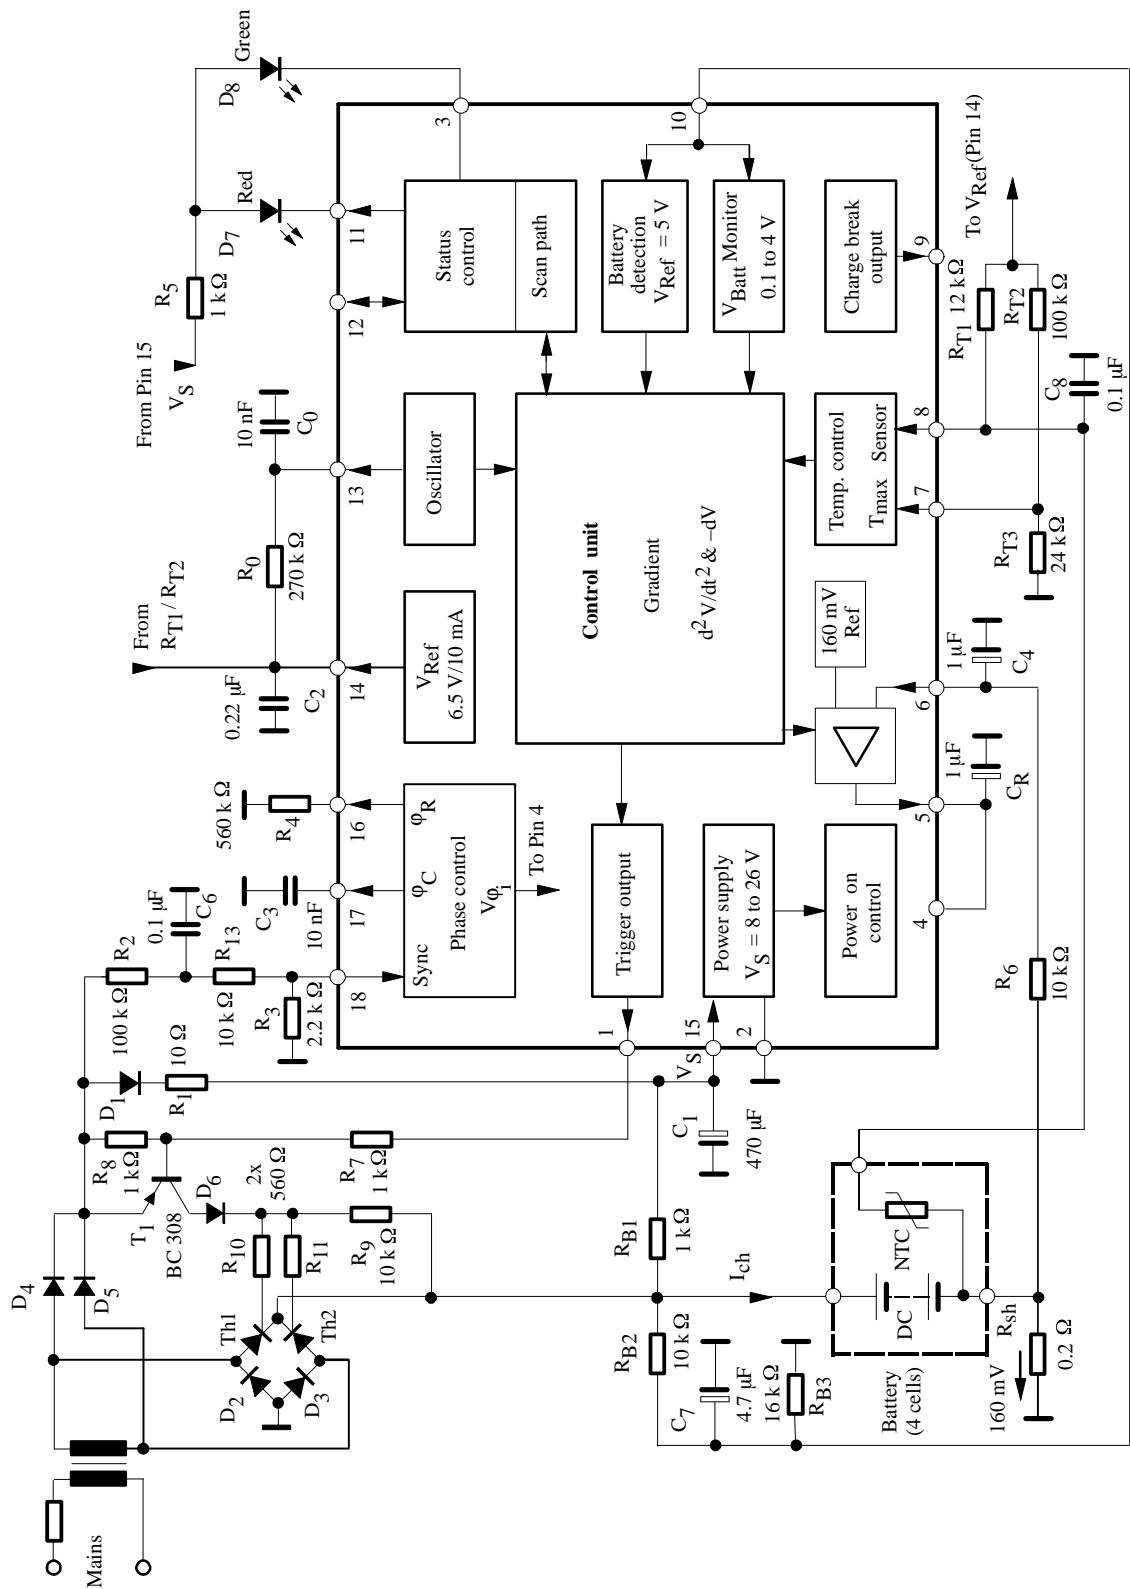 Mains
D4
D5
T1
BC 308
R8
1 kΩ
D6
D1
R1
10 Ω
R2
100 kΩ
0.1 µF
C6
R13
10 kΩ
R3
2.2 kΩ
C3
10 nF
560 kΩ
R4
0.22 µF
C2
From
RT1/RT2
R0
270 kΩ
10 nF
C0
From Pin 15
VS
R5
1 kΩ
D7
Red
D8
Green
Th1
Th2
D2
D3
R10
R11
2x
560 Ω
R9
10 kΩ
R7
1 kΩ
18
17
16
14
13
12
11
3
Sync
φC
φR
Phase control
Vφi
To Pin 4
VRef
6.5 V/10 mA
Oscillator
Status
control
Scan path
Trigger output
Control unit
Gradient
d2V/dt2 & –dV
Battery
detection
VRef = 5 V
10
VBatt Monitor
0.1 to 4 V
1
15
VS
2
Power supply
VS = 8 to 26 V
Power on
control
160 mV
Ref
Temp. control
Tmax Sensor
Charge break
output
4
5
6
7
8
9
C1
470 µF
RB1
1 kΩ
RB2
10 kΩ
C7
4.7 µF
16 kΩ
RB3
Ich
Battery
(4 cells)
DC
NTC
Rsh
160 mV
0.2 Ω
R6
10 kΩ
1 µF
CR
1 µF
C4
RT3
24 kΩ
RT1
12 kΩ
RT2
100 kΩ
C8
0.1 µF
To VRef (Pin 14)